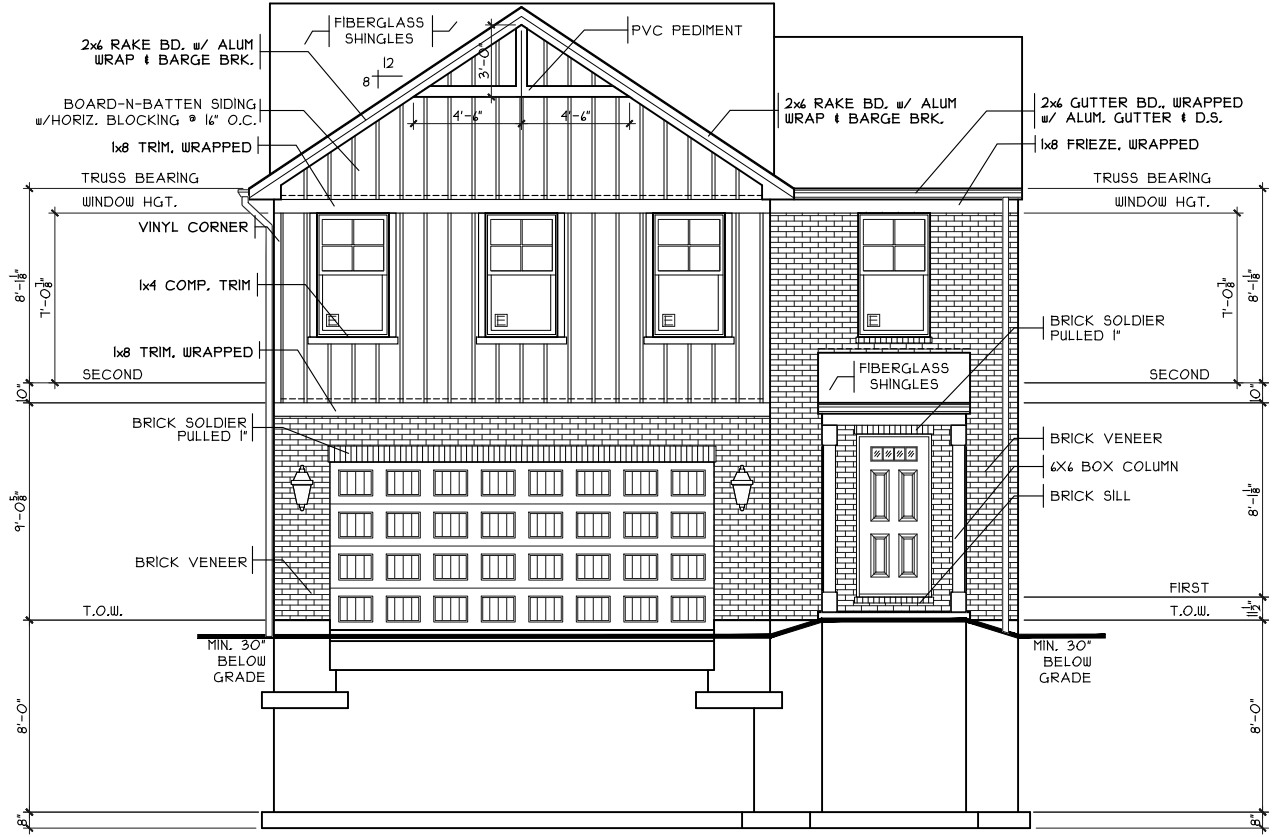 FIBERGLASS
SHINGLES
PVC PEDIMENT
2x6 RAKE BD. w/ ALUM
WRAP & BARGE BRK.
12
8
3'-0"
BOARD-N-BATTEN SIDING
w/HORIZ. BLOCKING @ 16" O.C.
4'-6"
4'-6"
2x6 RAKE BD. w/ ALUM
WRAP & BARGE BRK.
2x6 GUTTER BD., WRAPPED
w/ ALUM. GUTTER & D.S.
1x8 TRIM, WRAPPED
1x8 FRIEZE, WRAPPED
TRUSS BEARING
TRUSS BEARING
WINDOW HGT.
WINDOW HGT.
VINYL CORNER
8'-1 1/8"
7'-0 7/8"
7'-0 7/8"
8'-1 1/8"
1x4 COMP. TRIM
E
E
E
E
BRICK SOLDIER
PULLED 1"
1x8 TRIM, WRAPPED
SECOND
SECOND
FIBERGLASS
SHINGLES
10"
10"
BRICK SOLDIER
PULLED 1"
BRICK VENEER
6X6 BOX COLUMN
BRICK SILL
9'-0 5/8"
8'-1 1/8"
BRICK VENEER
FIRST
T.O.W.
T.O.W.
11 1/2"
MIN. 30"
BELOW
GRADE
MIN. 30"
BELOW
GRADE
8'-0"
8'-0"
8"
8"